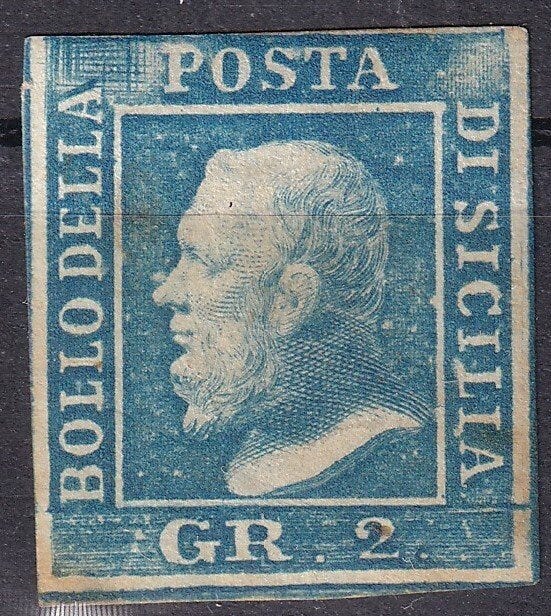 BOLLO DELLA
POSTA
DI SICILIA
GR. 2.